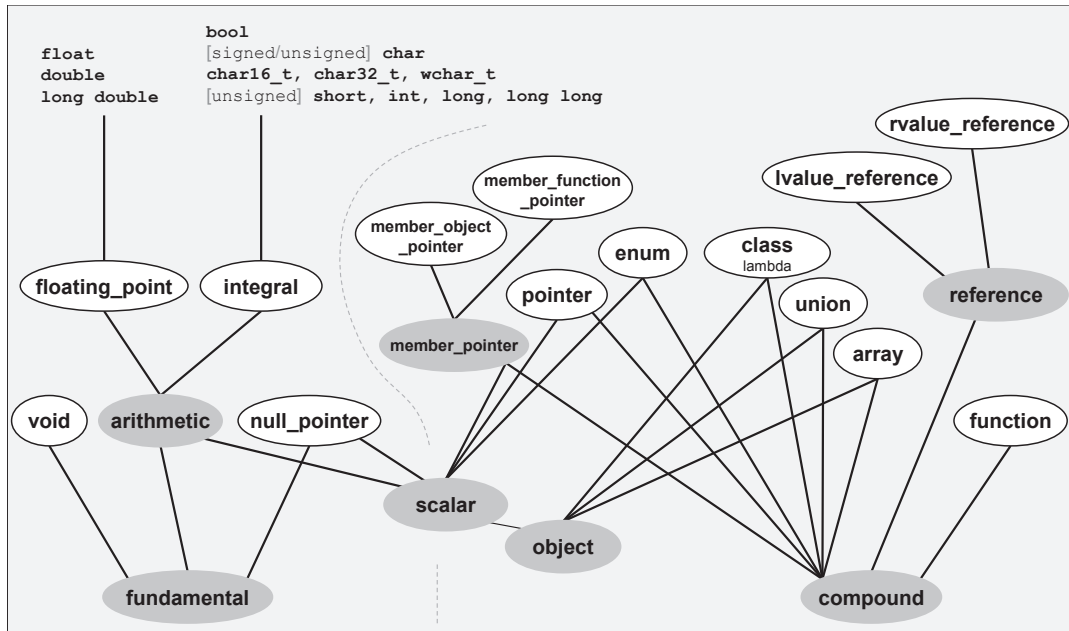 bool
float
[signed/unsigned] char
double
char16_t, char32_t, wchar_t
long double
[unsigned] short, int, long, long long
rvalue_reference
lvalue_reference
member_function
_pointer
member_object
_pointer
enum
class
lambda
floating_point
integral
pointer
union
reference
member_pointer
array
void
arithmetic
null_pointer
function
scalar
object
fundamental
compound